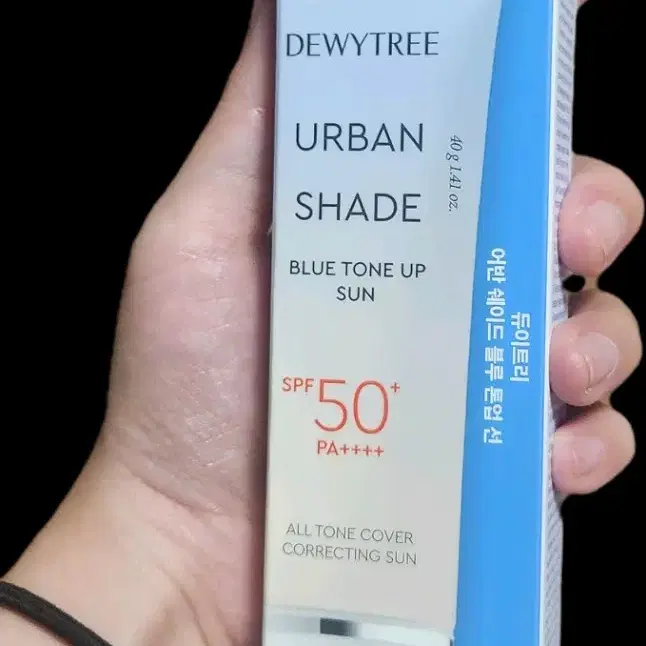 DEWYTREE
URBAN
SHADE
BLUE TONE UP
SUN
40 g 1.41 oz.
SPF 50+
PA++++
ALL TONE COVER
CORRECTING SUN
듀이트리
어반 쉐이드 블루 톤업 선